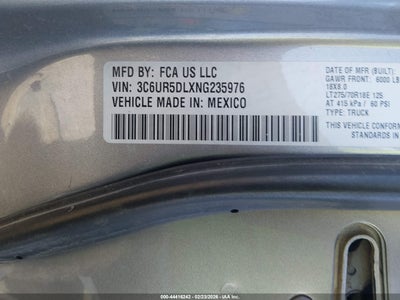 MFD BY: FCA US LLC
VIN: 3C6UR5DLXNG235976
VEHICLE MADE IN: MEXICO
DATE OF MFR (BUILT):
GAWR FRONT: 6000 LB
18X8.0
LT275/70R18E 125
AT 415 kPa / 60 PSI
TYPE: TRUCK
THIS VEHICLE CONFORM
STANDARDS IN
000-44416243 - 02/23/2026 - IAAI.COM